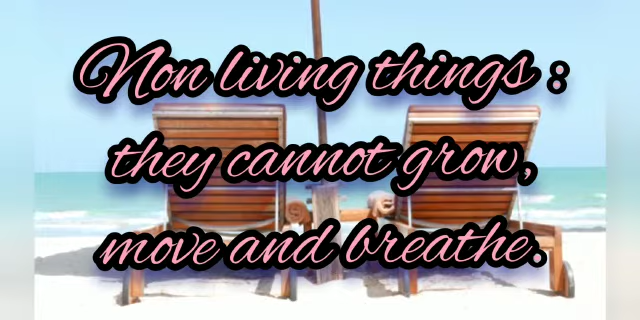 Non living things :
they cannot grow,
move and breathe.